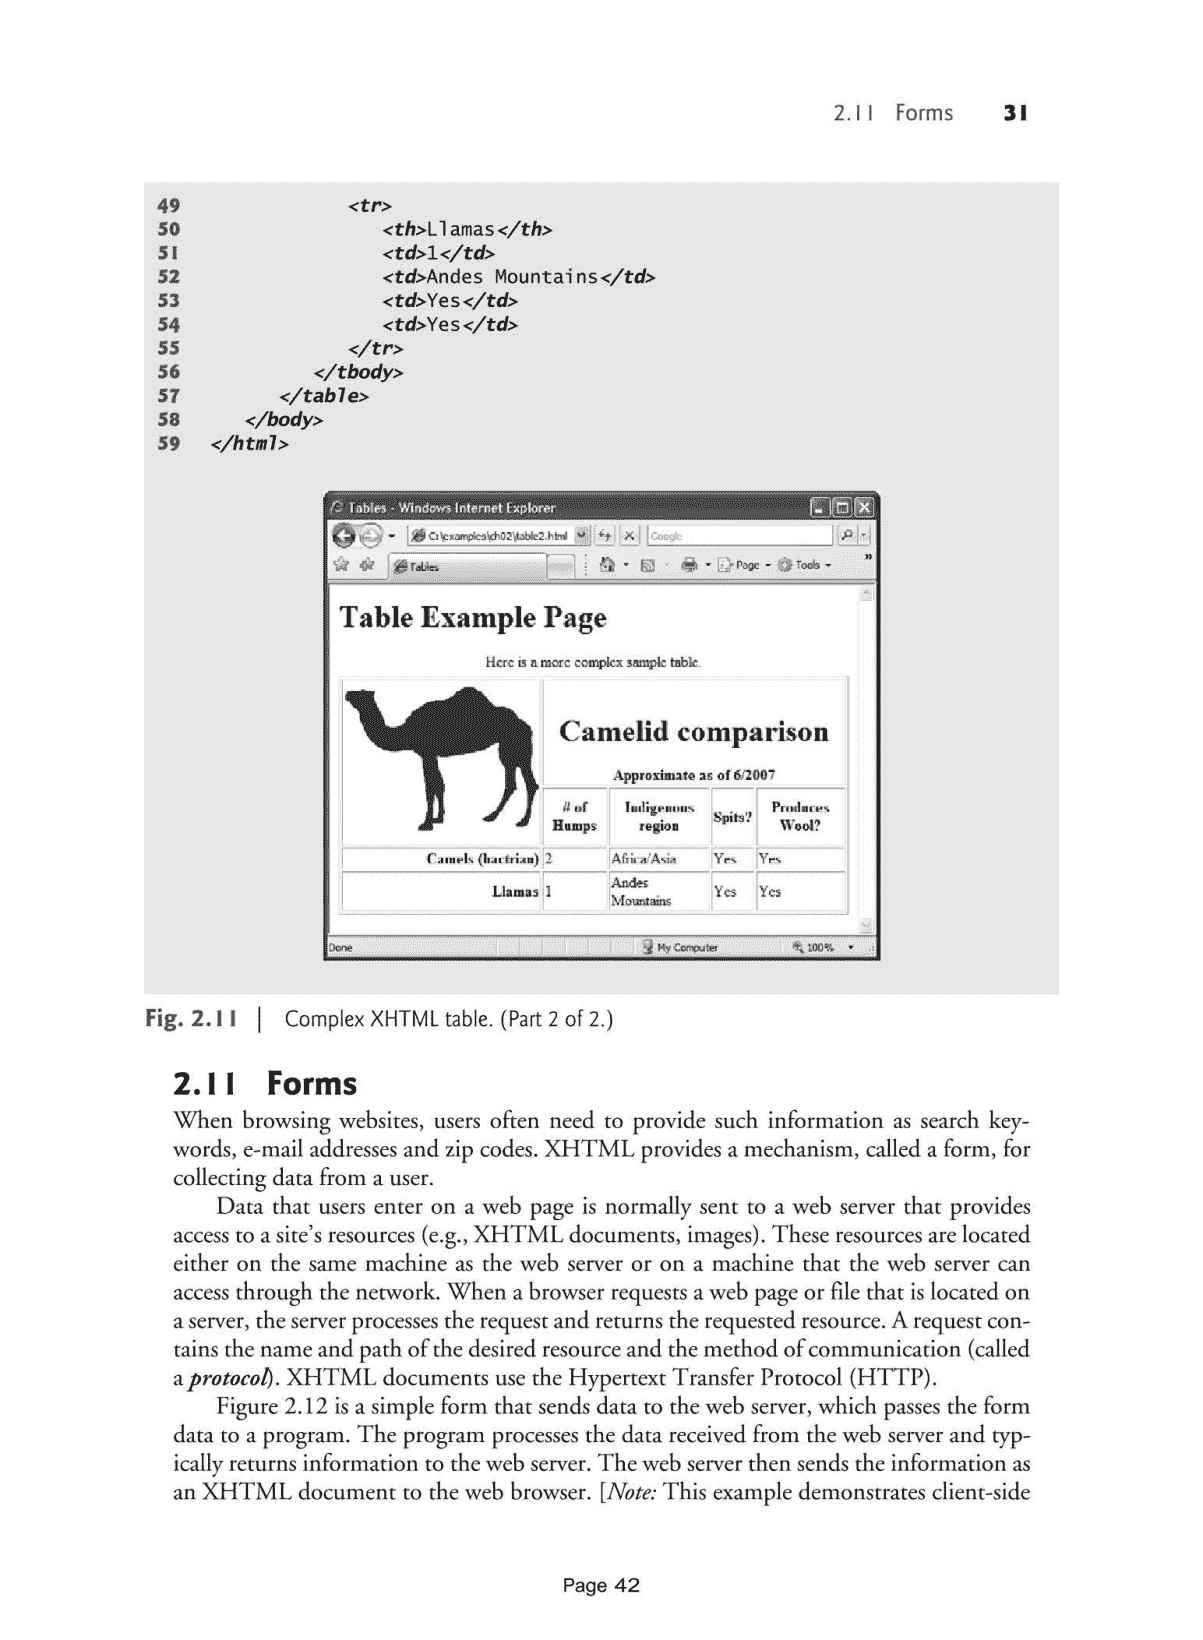 2.11 Forms 31
49 <tr>
50 <th>Llamas</th>
51 <td>1</td>
52 <td>Andes Mountains</td>
53 <td>Yes</td>
54 <td>Yes</td>
55 </tr>
56 </tbody>
57 </table>
58 </body>
59 </html>
Tables - Windows Internet Explorer
C:\examples\ch02\table2.html Google
Tables Page Tools »
Table Example Page
Here is a more complex sample table.
Camelid comparison
Approximate as of 6/2007
# of Humps Indigenous region Spits? Produces Wool?
Camels (bactrian) 2 Africa/Asia Yes Yes
Llamas 1 Andes Mountains Yes Yes
Done My Computer 100%
Fig. 2.11 | Complex XHTML table. (Part 2 of 2.)
2.11 Forms
When browsing websites, users often need to provide such information as search key-
words, e-mail addresses and zip codes. XHTML provides a mechanism, called a form, for
collecting data from a user.
Data that users enter on a web page is normally sent to a web server that provides
access to a site's resources (e.g., XHTML documents, images). These resources are located
either on the same machine as the web server or on a machine that the web server can
access through the network. When a browser requests a web page or file that is located on
a server, the server processes the request and returns the requested resource. A request con-
tains the name and path of the desired resource and the method of communication (called
a protocol). XHTML documents use the Hypertext Transfer Protocol (HTTP).
Figure 2.12 is a simple form that sends data to the web server, which passes the form
data to a program. The program processes the data received from the web server and typ-
ically returns information to the web server. The web server then sends the information as
an XHTML document to the web browser. [Note: This example demonstrates client-side
Page 42